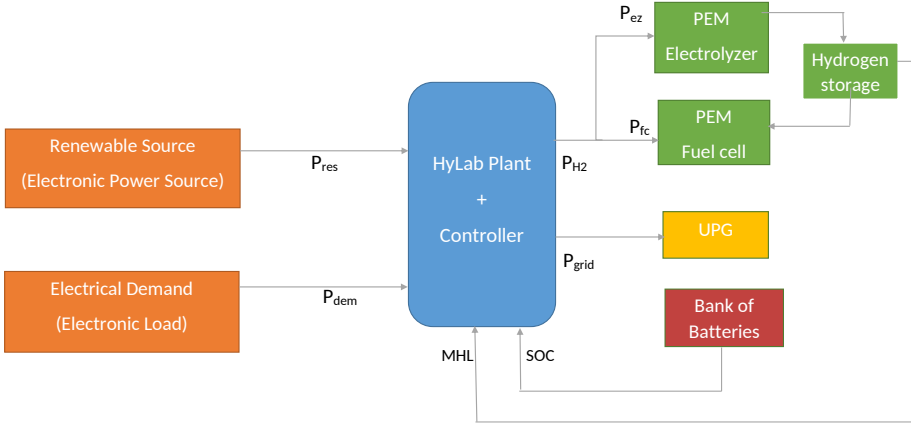 Renewable Source
(Electronic Power Source)
Electrical Demand
(Electronic Load)
Pres
Pdem
HyLab Plant
+
Controller
Pez
Pfc
PH2
Pgrid
PEM
Electrolyzer
Hydrogen
storage
PEM
Fuel cell
UPG
Bank of
Batteries
MHL
SOC